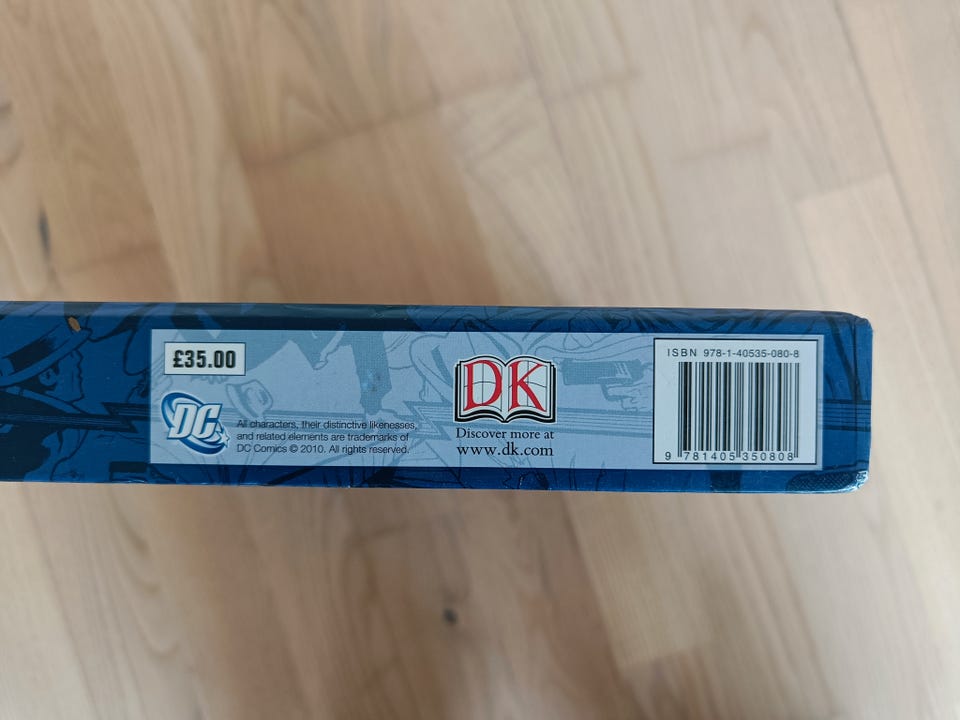 £35.00
DC
All characters, their distinctive likenesses,
and related elements are trademarks of
DC Comics © 2010. All rights reserved.
DK
Discover more at
www.dk.com
ISBN 978-1-40535-080-8
9 781405 350808